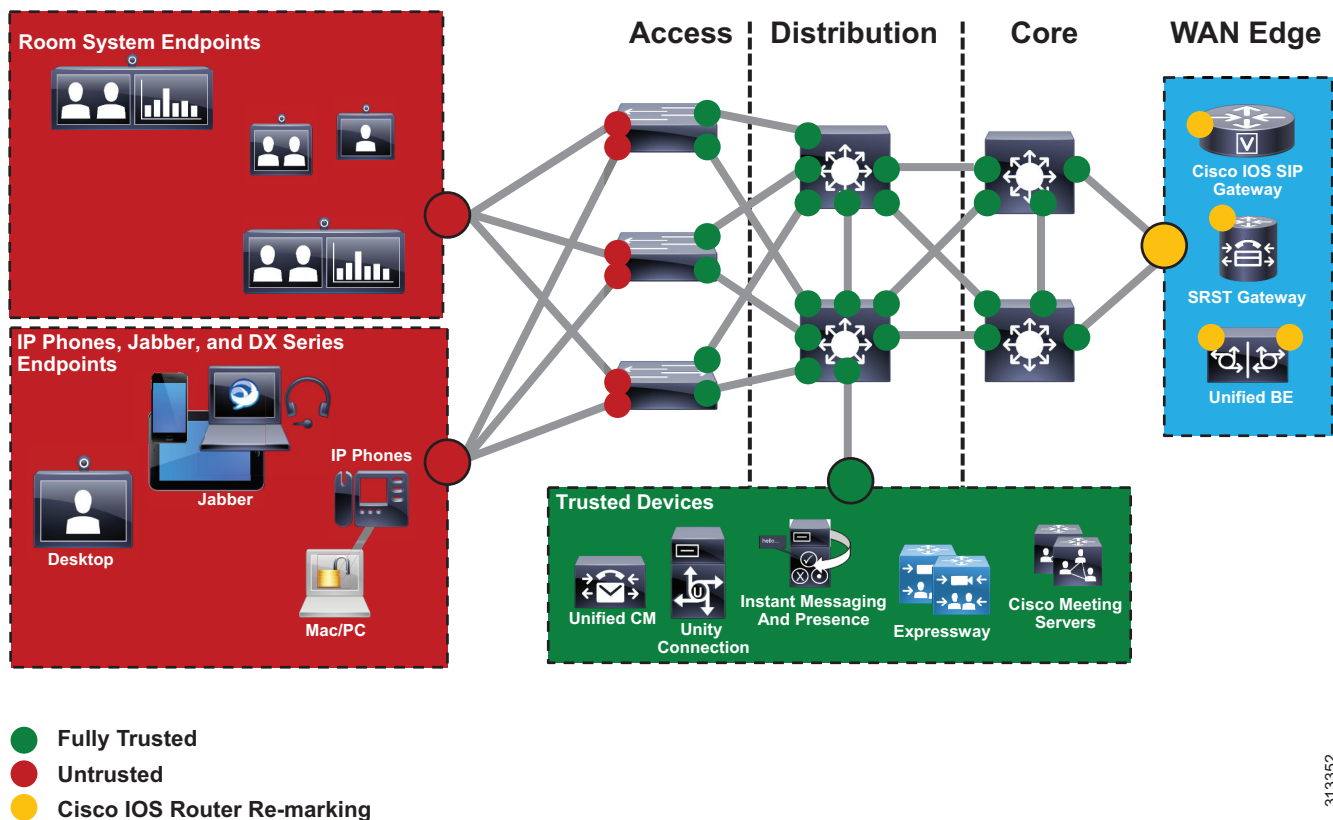 Room System Endpoints
Access
Distribution
Core
WAN Edge
Cisco IOS SIP
Gateway
SRST Gateway
Unified BE
IP Phones, Jabber, and DX Series
Endpoints
IP Phones
Jabber
Desktop
Mac/PC
Trusted Devices
hello...
Unified CM
U
Unity
Connection
Instant Messaging
And Presence
Expressway
Cisco Meeting
Servers
V
Fully Trusted
Untrusted
Cisco IOS Router Re-marking
313352